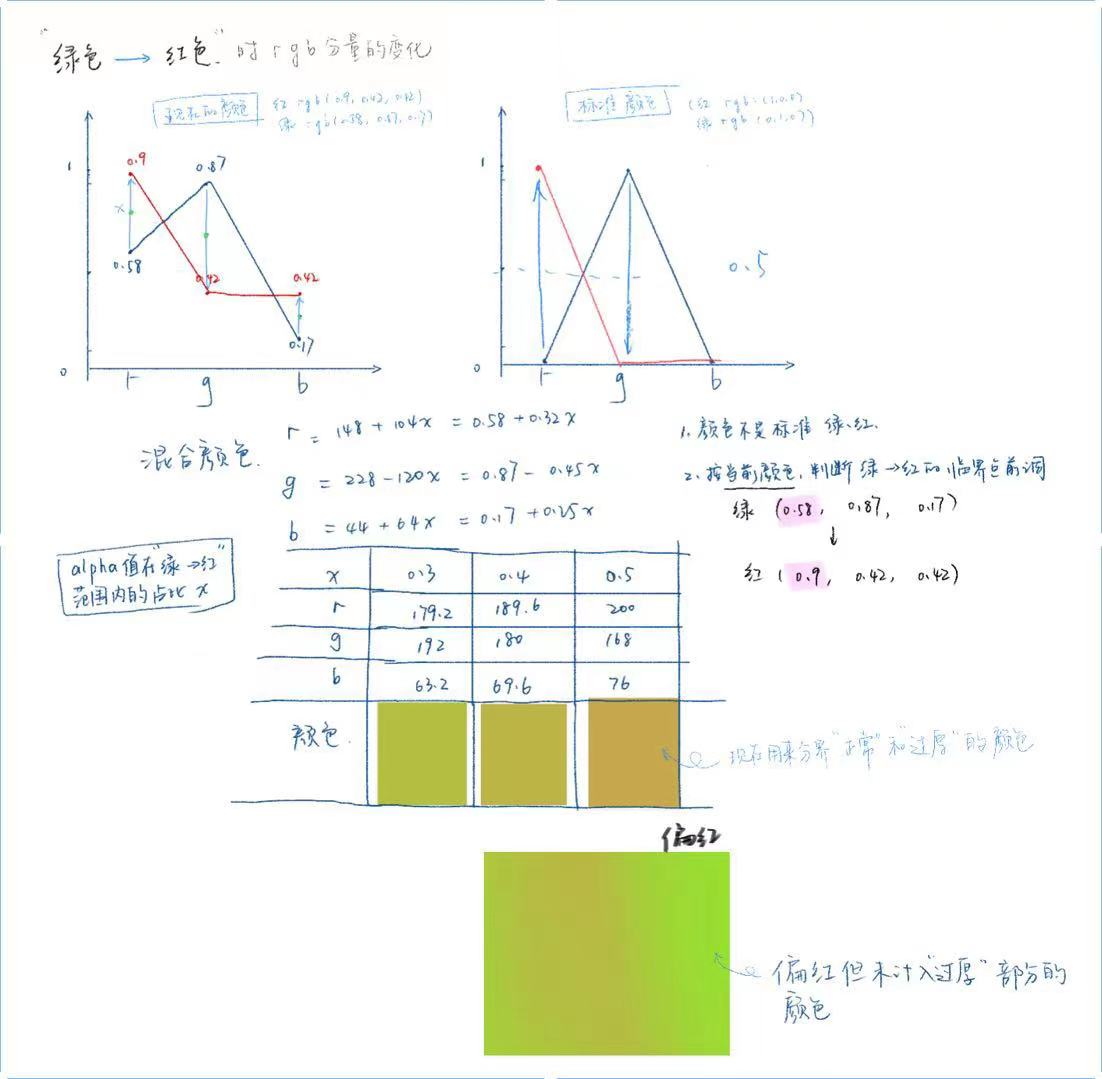 "绿色 → 红色" 时 rgb 分量的变化
现在的颜色 红 rgb(0.9, 0.42, 0.42)
绿 rgb(0.58, 0.87, 0.17)
标准颜色 (红 rgb:(1,0,0)
绿 rgb (0,1,0))
1
0.9
0.87
x
0.58
0.42
0.42
0.17
0
r g b
1
0.5
0
r g b
混合颜色.
r = 148 + 104x = 0.58 + 0.32x
g = 228 - 120x = 0.87 - 0.45x
b = 44 + 64x = 0.17 + 0.25x
1. 颜色不是标准 绿、红.
2. 按当前颜色, 判断 绿→红的 临界点前调
绿 (0.58, 0.87, 0.17)
↓
红 (0.9, 0.42, 0.42)
alpha值在"绿→红"
范围内的占比 x
x 0.3 0.4 0.5
r 179.2 189.6 200
g 192 180 168
b 63.2 69.6 76
颜色.
现在用来分界"正常"和"过厚"的颜色
偏红
偏红但未计入"过厚"部分的
颜色